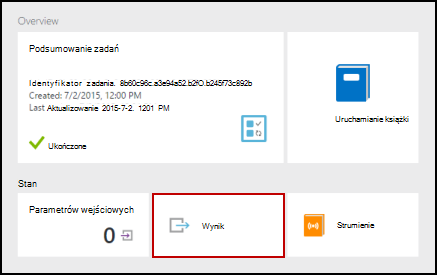 Overview
Podsumowanie zadań
Identyfikator zadania. 8b60c96c.a3e94a52.b2fO.b245f73c892b
Created: 7/2/2015, 12:00 PM
Last Aktualizowanie 2015-7-2. 1201 PM
Ukończone
Uruchamianie książki
Stan
Parametrów wejściowych
0
Wynik
Strumienie